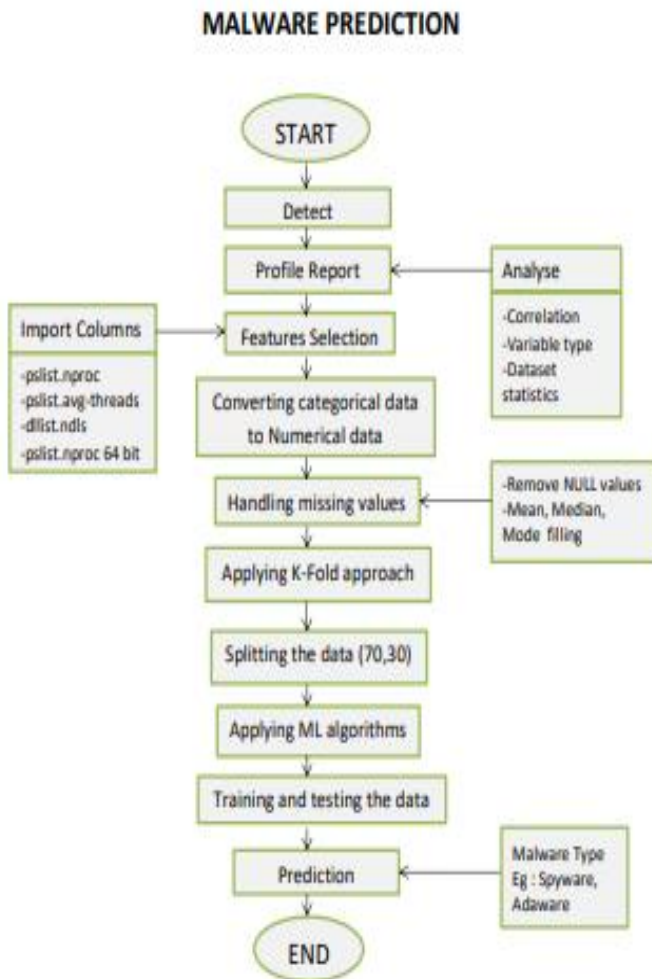 MALWARE PREDICTION
START
Detect
Profile Report
Analyse
-Correlation
-Variable type
-Dataset
statistics
Import Columns
-pslist.nproc
-pslist.avg-threads
-dllist.ndls
-pslist.nproc 64 bit
Features Selection
Converting categorical data
to Numerical data
Handling missing values
-Remove NULL values
-Mean, Median,
Mode filling
Applying K-Fold approach
Splitting the data (70,30)
Applying ML algorithms
Training and testing the data
Prediction
Malware Type
Eg : Spyware,
Adaware
END